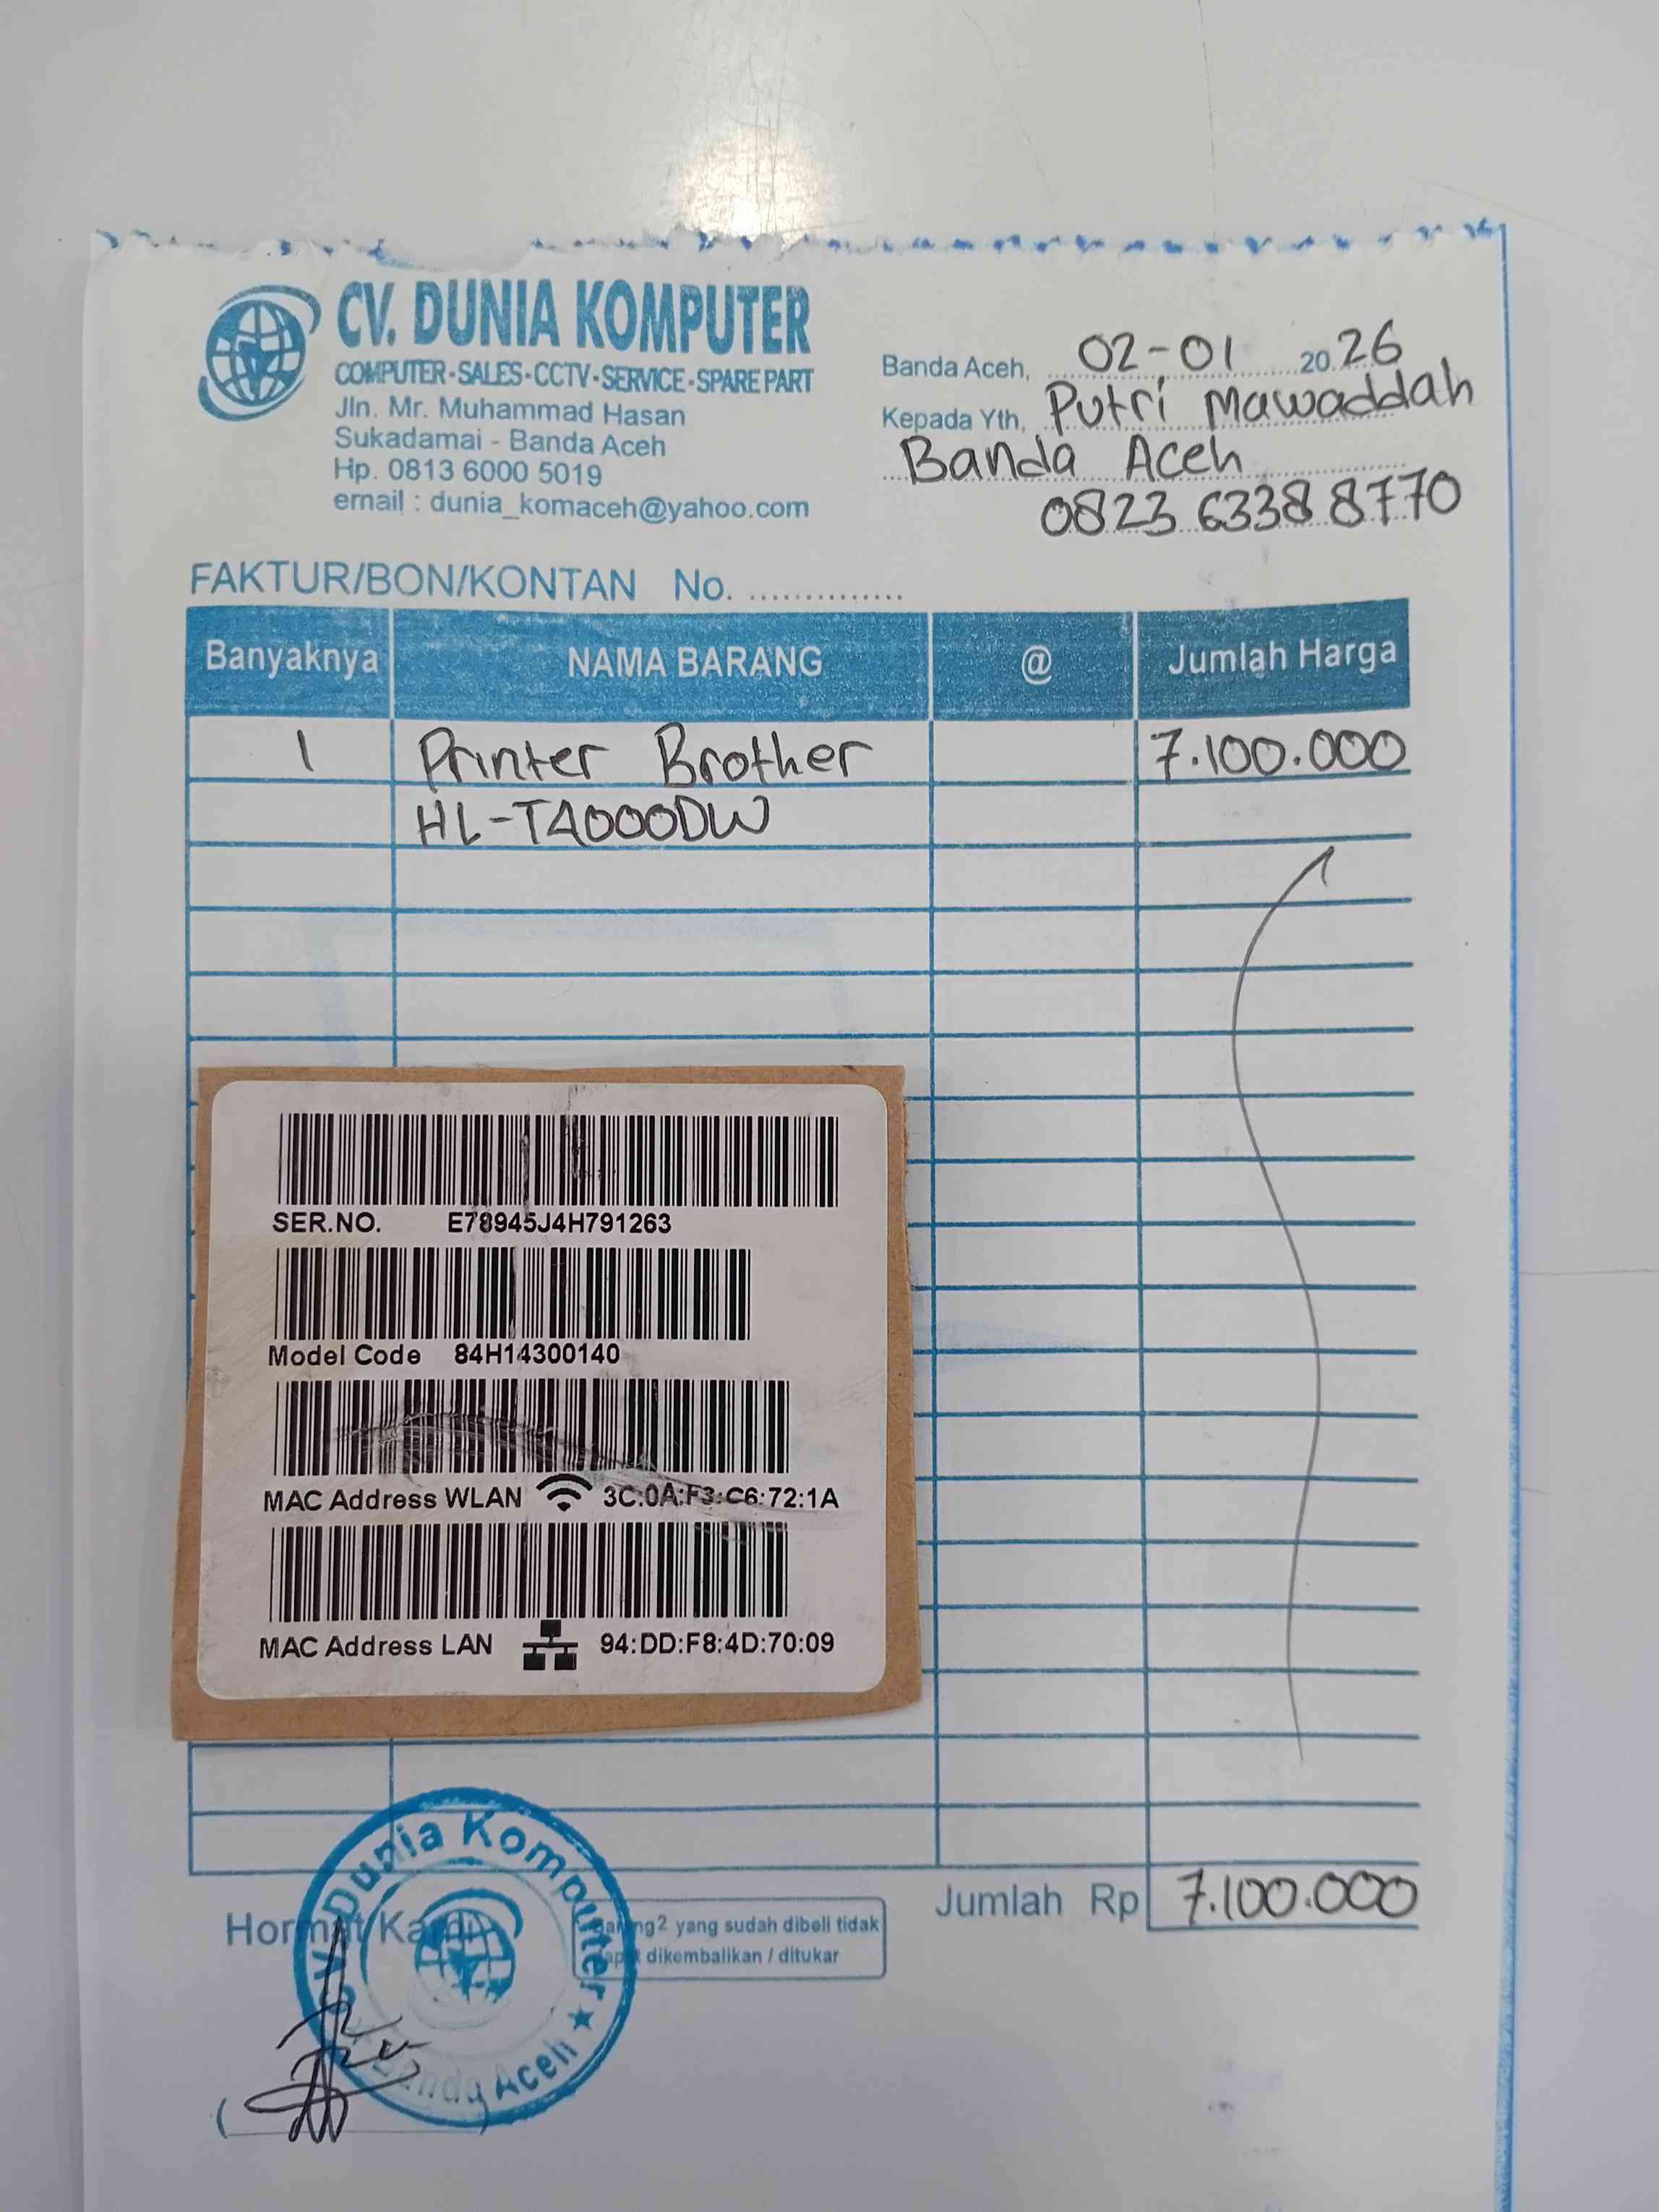 CV. DUNIA KOMPUTER
COMPUTER-SALES-CCTV-SERVICE-SPARE PART
Jln. Mr. Muhammad Hasan
Sukadamai - Banda Aceh
Hp. 0813 6000 5019
email : dunia_komaceh@yahoo.com
Banda Aceh, 02-01 2026
Kepada Yth, Putri Mawaddah
Banda Aceh
0823 6338 8770
FAKTUR/BON/KONTAN No. ..............
Banyaknya NAMA BARANG @ Jumlah Harga
1 Printer Brother 7.100.000
HL-T4000DW
SER.NO. E78945J4H791263
Model Code 84H14300140
MAC Address WLAN 3C:0A:F3:C6:72:1A
MAC Address LAN 94:DD:F8:4D:70:09
Jumlah Rp 7.100.000
Hormat Kami
Barang2 yang sudah dibeli tidak
dapat dikembalikan / ditukar
CV. Dunia Komputer
Banda Aceh